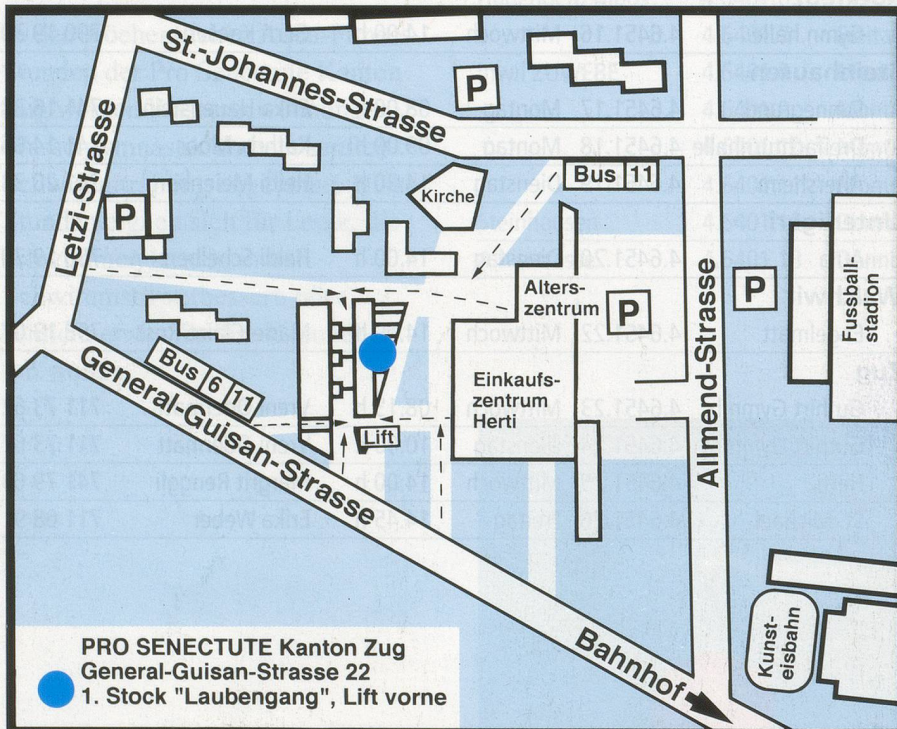 St.-Johannes-Strasse
P
Letzi-Strasse
P
Kirche
Bus 11
Alters-
zentrum
P
P
Fussball-
stadion
Allmend-Strasse
Bus 6 11
General-Guisan-Strasse
Einkaufs-
zentrum
Herti
Lift
Bahnhof
Kunst-
eisbahn
PRO SENECTUTE Kanton Zug
General-Guisan-Strasse 22
1. Stock "Laubengang", Lift vorne